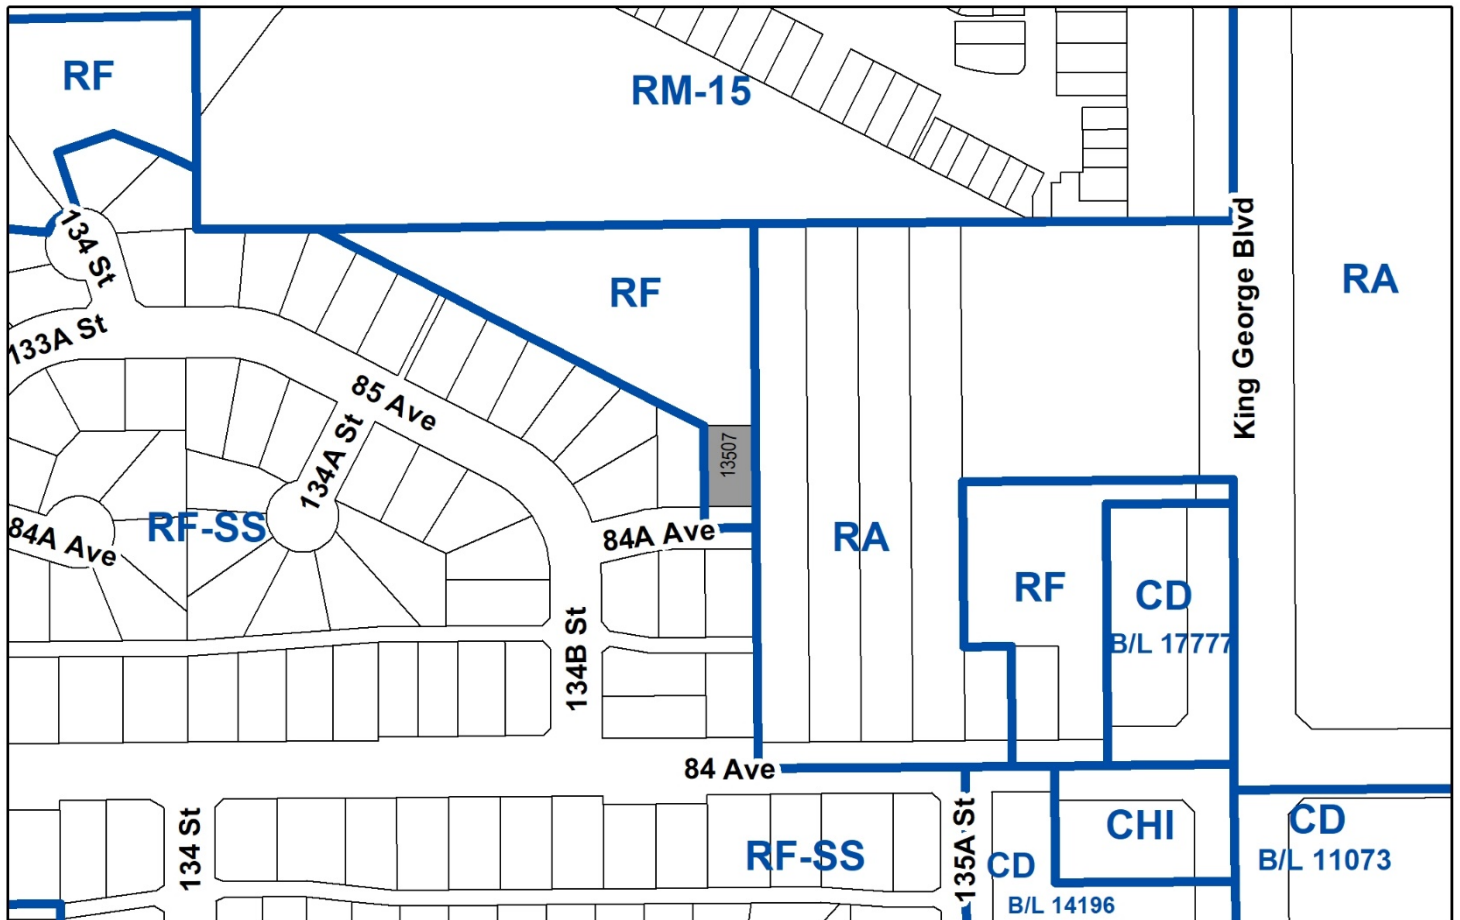 RF
RM-15
134 St
King George Blvd
RA
RF
133A St
85 Ave
134A St
13507
84A Ave
RF-SS
84A Ave
RA
RF
CD
B/L 17777
134B St
84 Ave
134 St
RF-SS
135A St
CD
B/L 14196
CHI
CD
B/L 11073